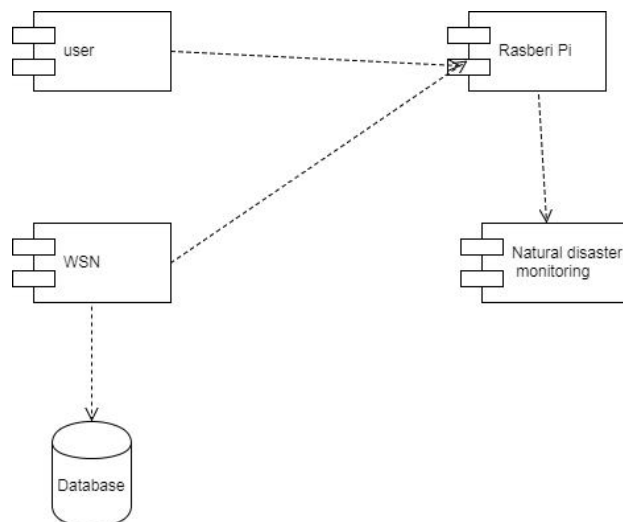 user
Rasberi Pi
WSN
Natural disaster
monitoring
Database